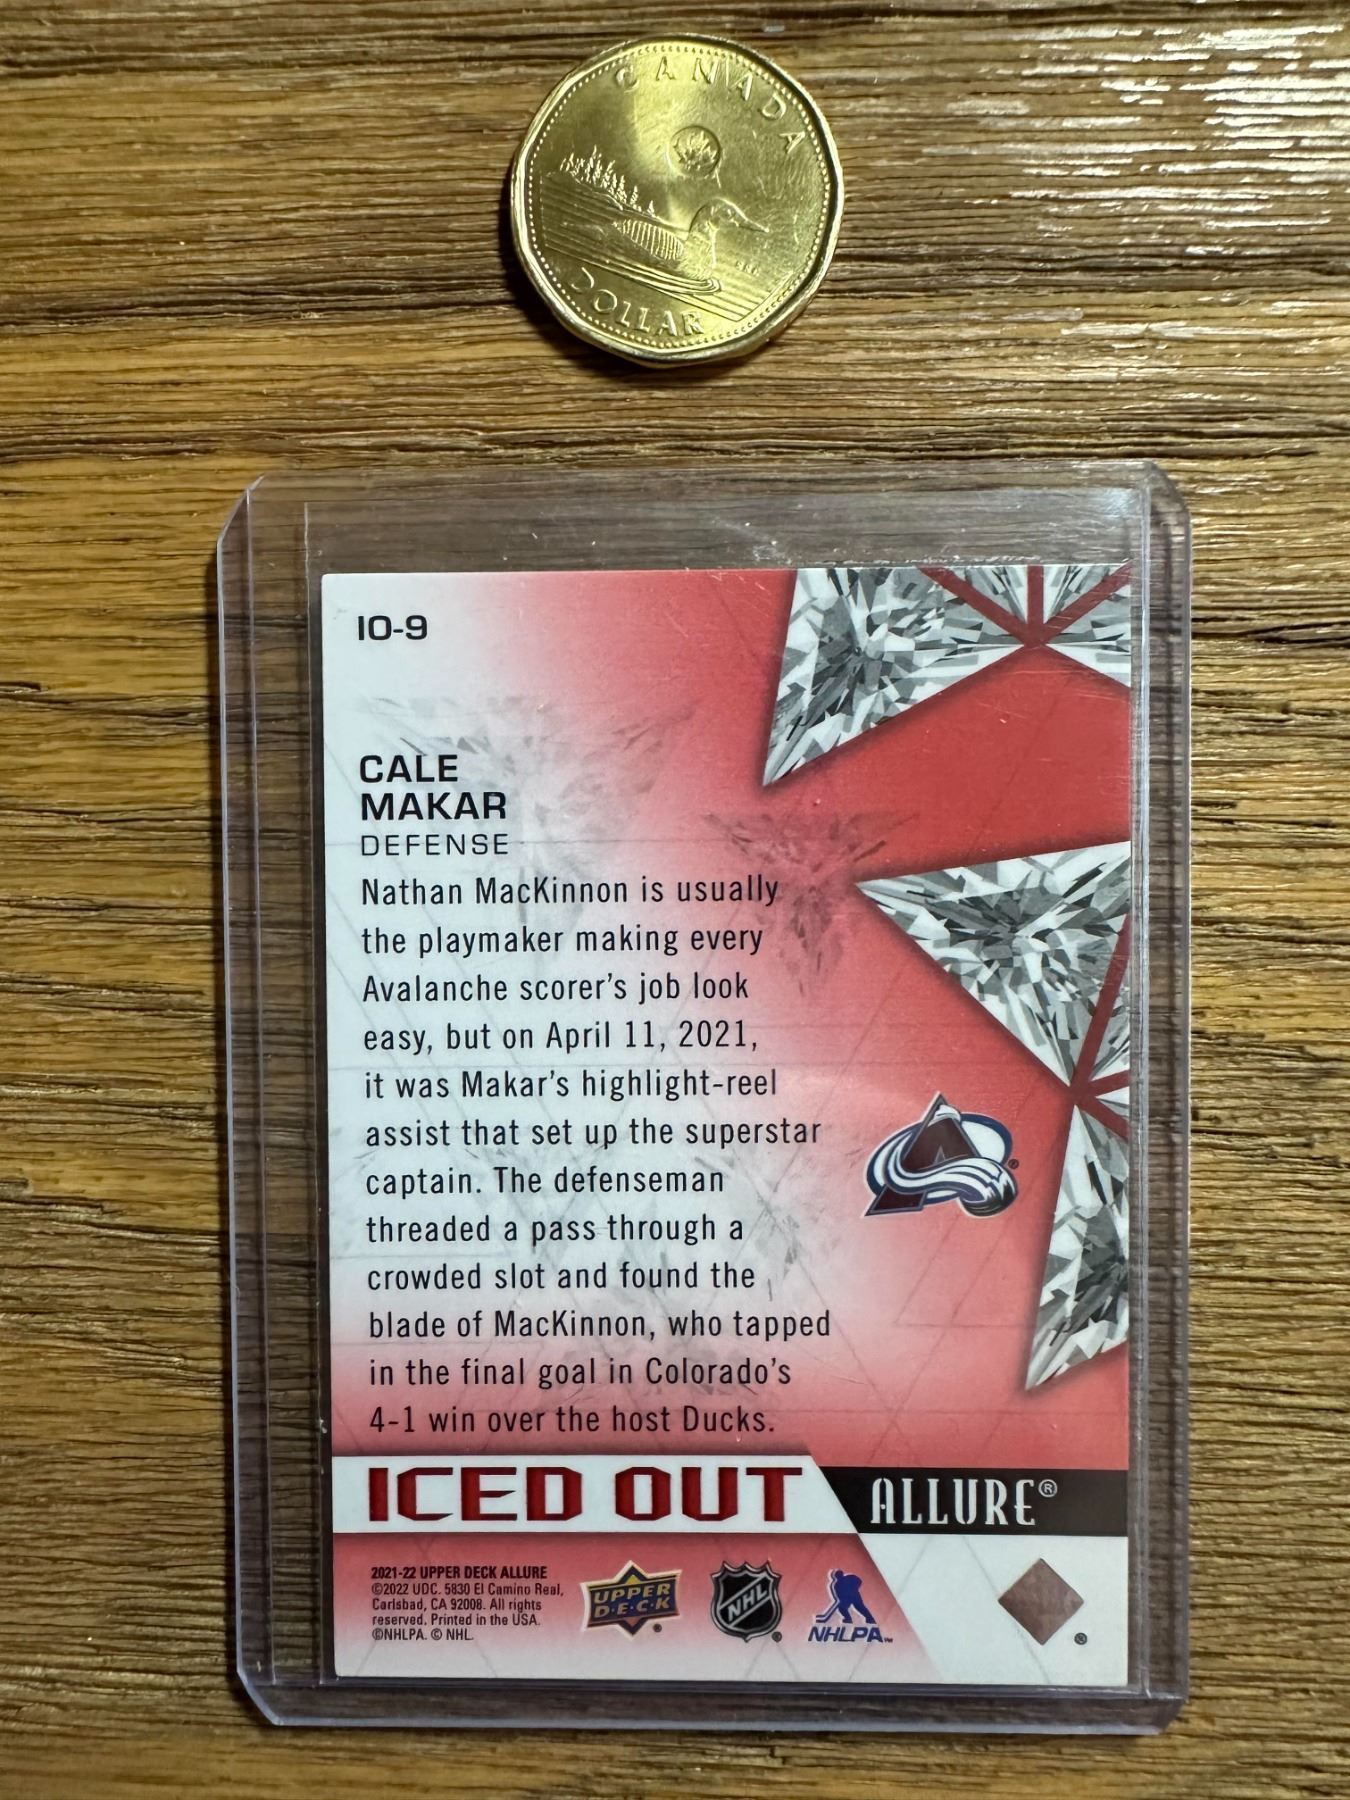 CANADA
DOLLAR
IO-9
CALE
MAKAR
DEFENSE
Nathan MacKinnon is usually
the playmaker making every
Avalanche scorer's job look
easy, but on April 11, 2021,
it was Makar's highlight-reel
assist that set up the superstar
captain. The defenseman
threaded a pass through a
crowded slot and found the
blade of MacKinnon, who tapped
in the final goal in Colorado's
4-1 win over the host Ducks.
ICED OUT
ALLURE®
2021-22 UPPER DECK ALLURE
©2022 UDC. 5830 El Camino Real,
Carlsbad, CA 92008. All rights
reserved. Printed in the USA.
©NHLPA. © NHL.
UPPER
D·E·C·K
®
NHL
®
NHLPA™
®